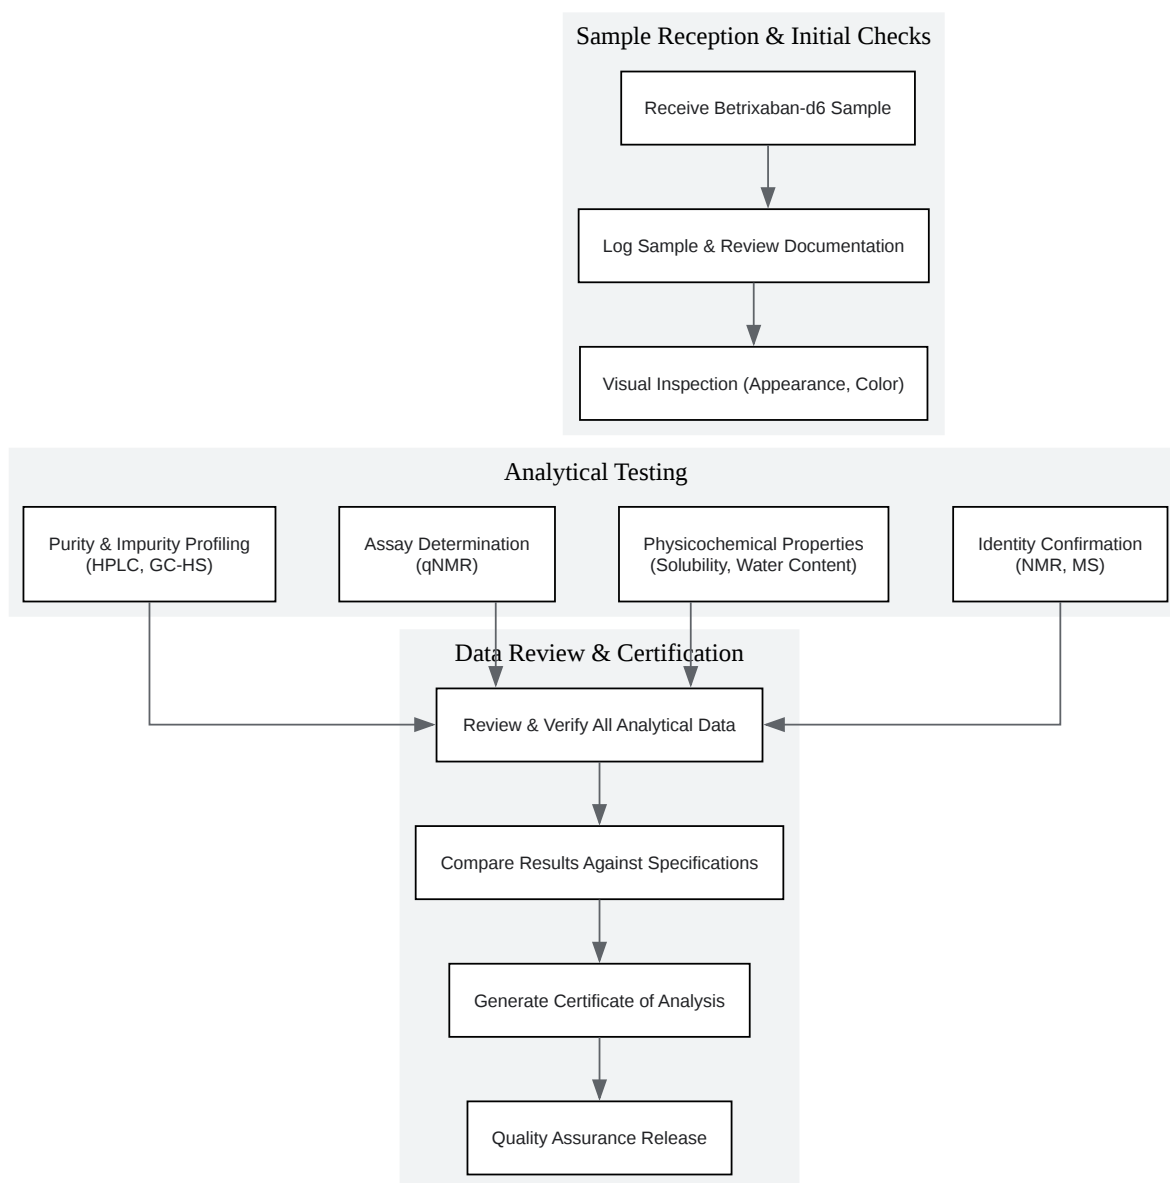 Sample Reception & Initial Checks
Receive Betrixaban-d6 Sample
Log Sample & Review Documentation
Visual Inspection (Appearance, Color)
Analytical Testing
Purity & Impurity Profiling
(HPLC, GC-HS)
Assay Determination
(qNMR)
Physicochemical Properties
(Solubility, Water Content)
Identity Confirmation
(NMR, MS)
Data Review & Certification
Review & Verify All Analytical Data
Compare Results Against Specifications
Generate Certificate of Analysis
Quality Assurance Release